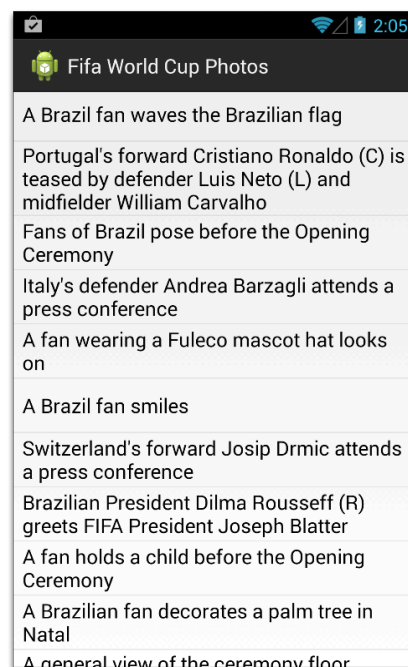 2:05
Fifa World Cup Photos
A Brazil fan waves the Brazilian flag
Portugal's forward Cristiano Ronaldo (C) is
teased by defender Luis Neto (L) and
midfielder William Carvalho
Fans of Brazil pose before the Opening
Ceremony
Italy's defender Andrea Barzagli attends a
press conference
A fan wearing a Fuleco mascot hat looks
on
A Brazil fan smiles
Switzerland's forward Josip Drmic attends
a press conference
Brazilian President Dilma Rousseff (R)
greets FIFA President Joseph Blatter
A fan holds a child before the Opening
Ceremony
A Brazilian fan decorates a palm tree in
Natal
A general view of the ceremony floor